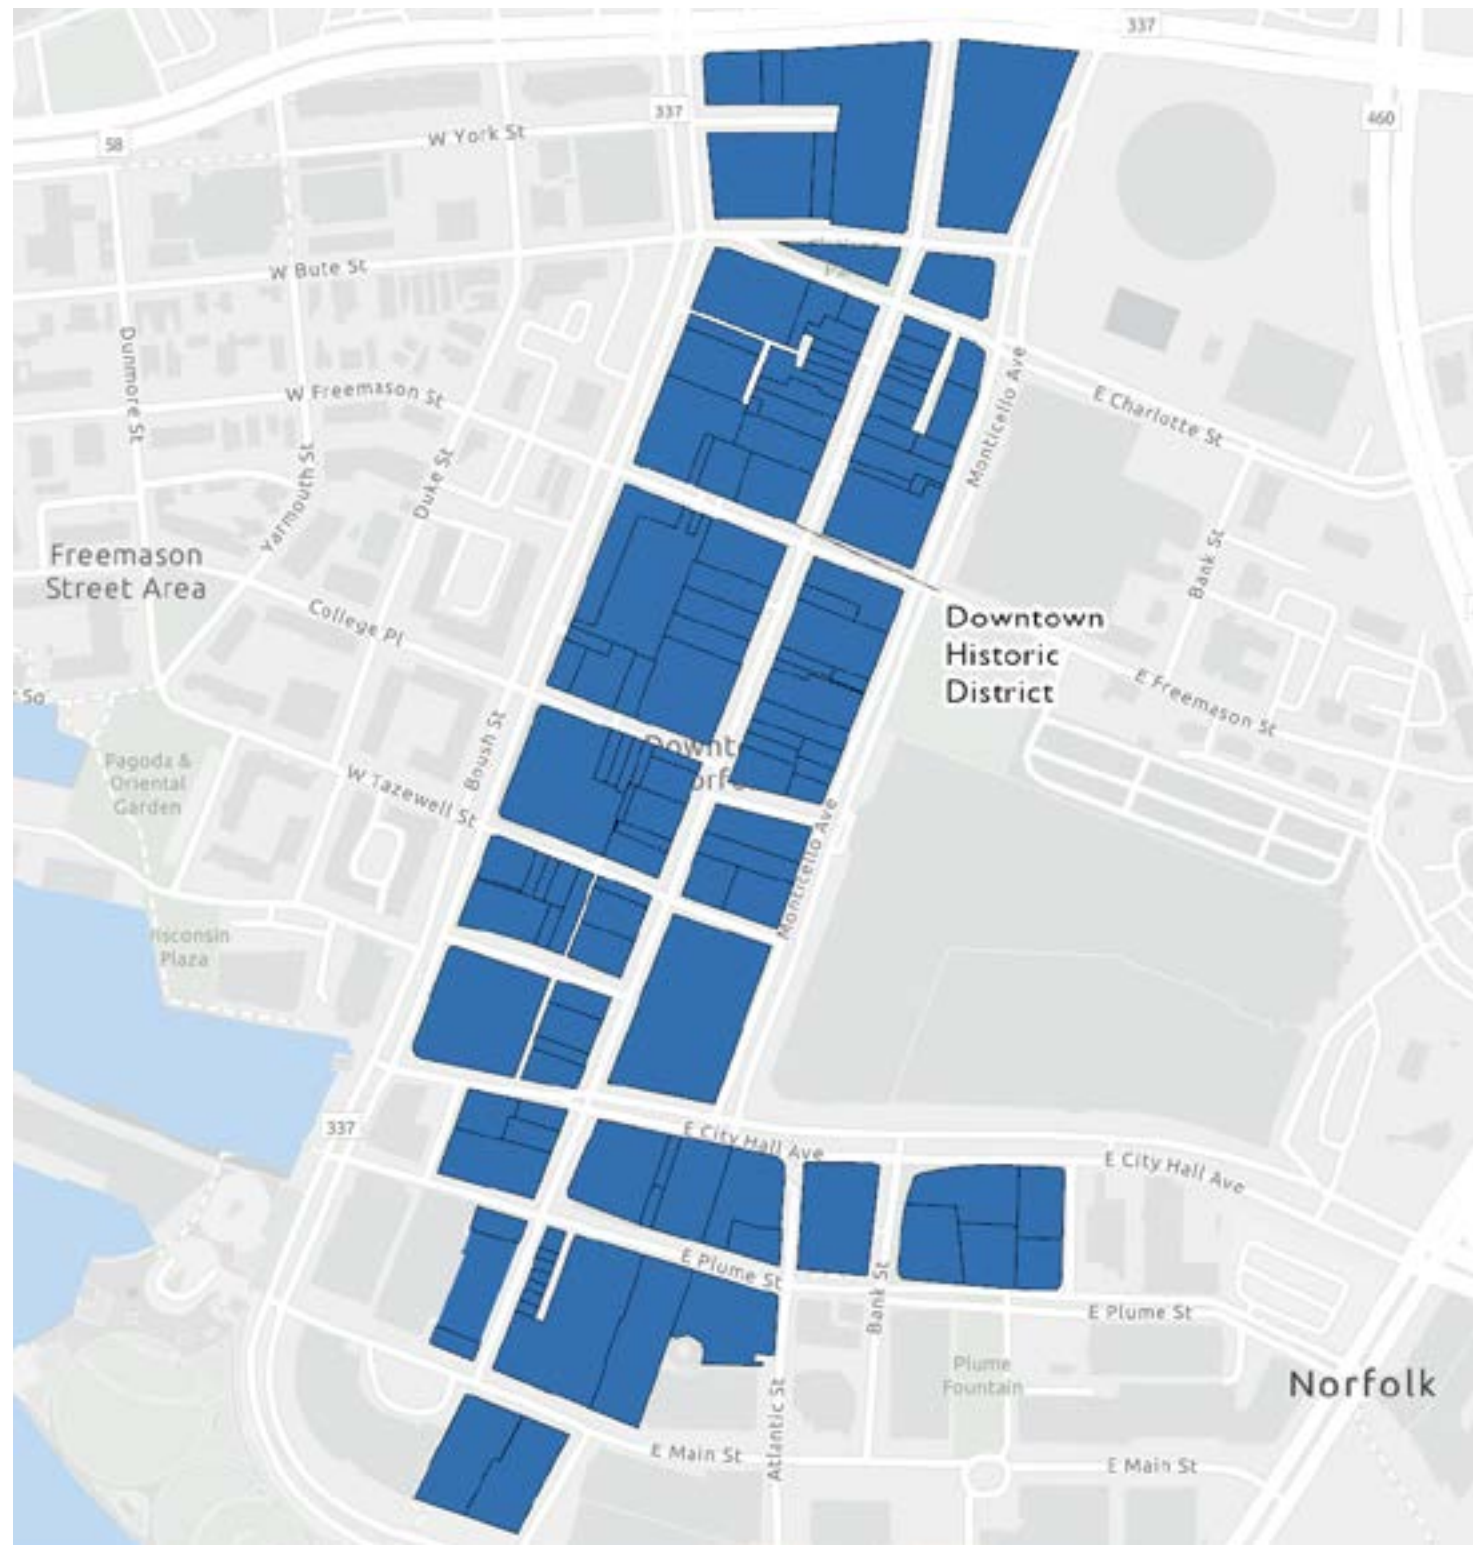 337
337
460
58
W York St
W Bute St
Dunmore St
W Freemason St
Yarmouth St
Duke St
Monticello Ave
E Charlotte St
Bank St
Freemason
Street Area
College Pl
Downtown
Historic
District
E Freemason St
Boush St
Pagoda &
Oriental
Garden
W Tazewell St
Monticello Ave
Plaza
337
E City Hall Ave
E City Hall Ave
E Plume St
Bank St
E Plume St
Plume
Fountain
Norfolk
Atlantic St
E Main St
E Main St